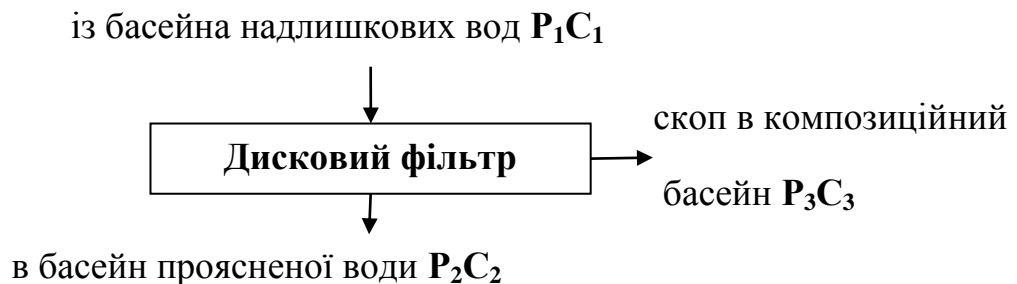 із басейна надлишкових вод P₁C₁
скоп в композиційний
Дисковий фільтр
басейн P₃C₃
в басейн проясненої води P₂C₂